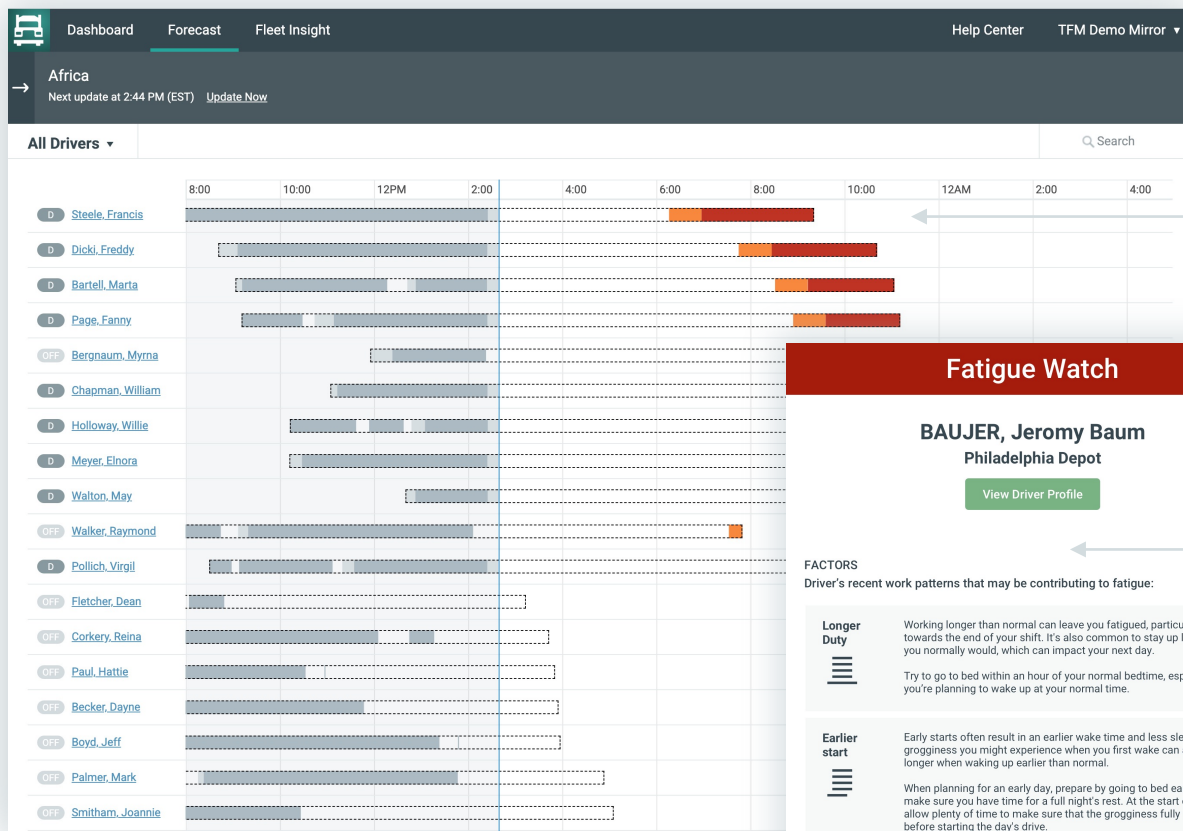 Dashboard Forecast Fleet Insight Help Center TFM Demo Mirror
Africa
Next update at 2:44 PM (EST) Update Now
All Drivers Search
8:00 10:00 12PM 2:00 4:00 6:00 8:00 10:00 12AM 2:00 4:00
D Steele, Francis
D Dicki, Freddy
D Bartell, Marta
D Page, Fanny
OFF Bergnaum, Myrna
D Chapman, William
D Holloway, Willie
D Meyer, Elnora
D Walton, May
OFF Walker, Raymond
D Pollich, Virgil
OFF Fletcher, Dean
OFF Corkery, Reina
OFF Paul, Hattie
OFF Becker, Dayne
OFF Boyd, Jeff
OFF Palmer, Mark
OFF Smitham, Joannie
Fatigue Watch
BAUJER, Jeromy Baum
Philadelphia Depot
View Driver Profile
FACTORS
Driver's recent work patterns that may be contributing to fatigue:
Longer
Duty
Working longer than normal can leave you fatigued, particu
towards the end of your shift. It's also common to stay up l
you normally would, which can impact your next day.
Try to go to bed within an hour of your normal bedtime, esp
you're planning to wake up at your normal time.
Earlier
start
Early starts often result in an earlier wake time and less sle
grogginess you might experience when you first wake can
longer when waking up earlier than normal.
When planning for an early day, prepare by going to bed ea
make sure you have time for a full night's rest. At the start
allow plenty of time to make sure that the grogginess fully
before starting the day's drive.